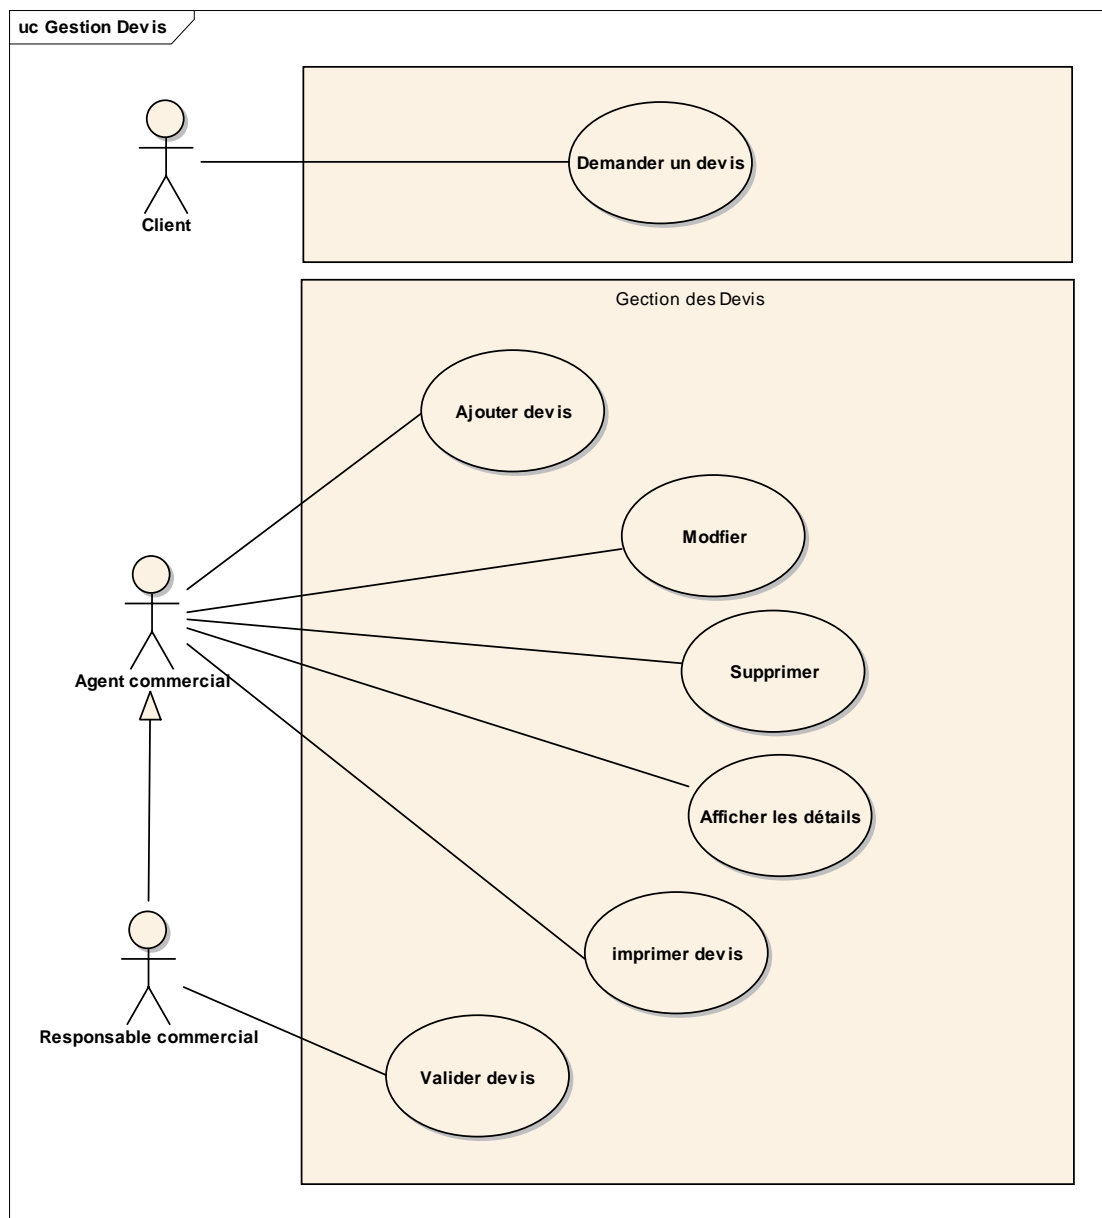 uc Gestion Devis
Demander un devis
Client
Gection des Devis
Ajouter devis
Modfier
Supprimer
Agent commercial
Afficher les détails
imprimer devis
Responsable commercial
Valider devis